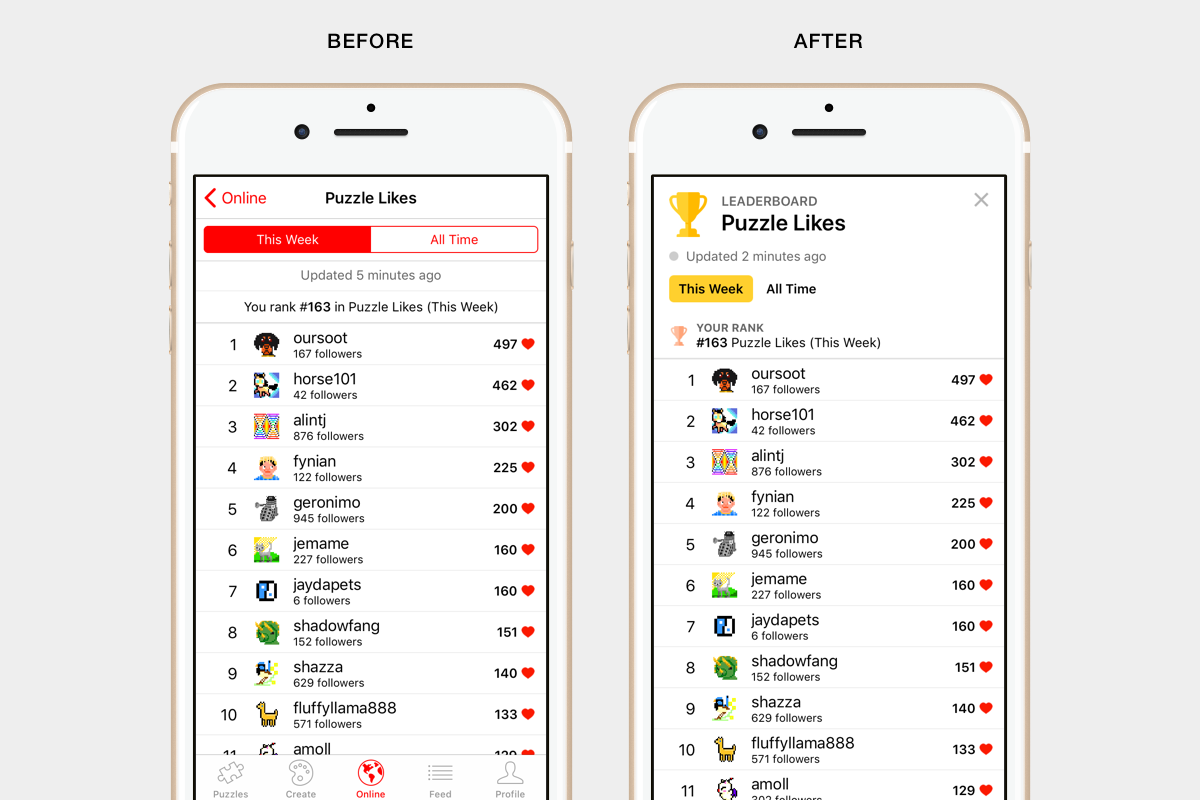 BEFORE
Online
Puzzle Likes
This Week
All Time
Updated 5 minutes ago
You rank #163 in Puzzle Likes (This Week)
1
oursoot
167 followers
497
2
horse101
42 followers
462
3
alintj
876 followers
302
4
fynian
122 followers
225
5
geronimo
945 followers
200
6
jemame
227 followers
160
7
jaydapets
6 followers
160
8
shadowfang
152 followers
151
9
shazza
629 followers
140
10
fluffyllama888
571 followers
133
11
amoll
129
Puzzles
Create
Online
Feed
Profile
AFTER
LEADERBOARD
Puzzle Likes
Updated 2 minutes ago
This Week
All Time
YOUR RANK
#163 Puzzle Likes (This Week)
1
oursoot
167 followers
497
2
horse101
42 followers
462
3
alintj
876 followers
302
4
fynian
122 followers
225
5
geronimo
945 followers
200
6
jemame
227 followers
160
7
jaydapets
6 followers
160
8
shadowfang
152 followers
151
9
shazza
629 followers
140
10
fluffyllama888
571 followers
133
11
amoll
302 followers
129